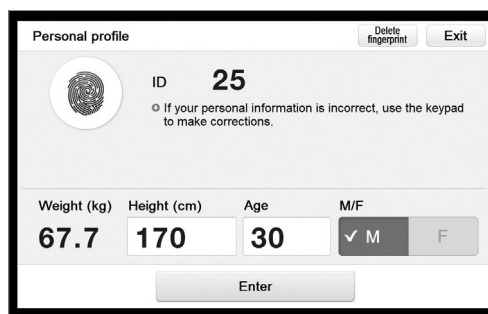 Personal profile
Delete
fingerprint
Exit
ID 25
If your personal information is incorrect, use the keypad
to make corrections.
Weight (kg) Height (cm) Age M/F
67.7 170 30 ✓ M F
Enter